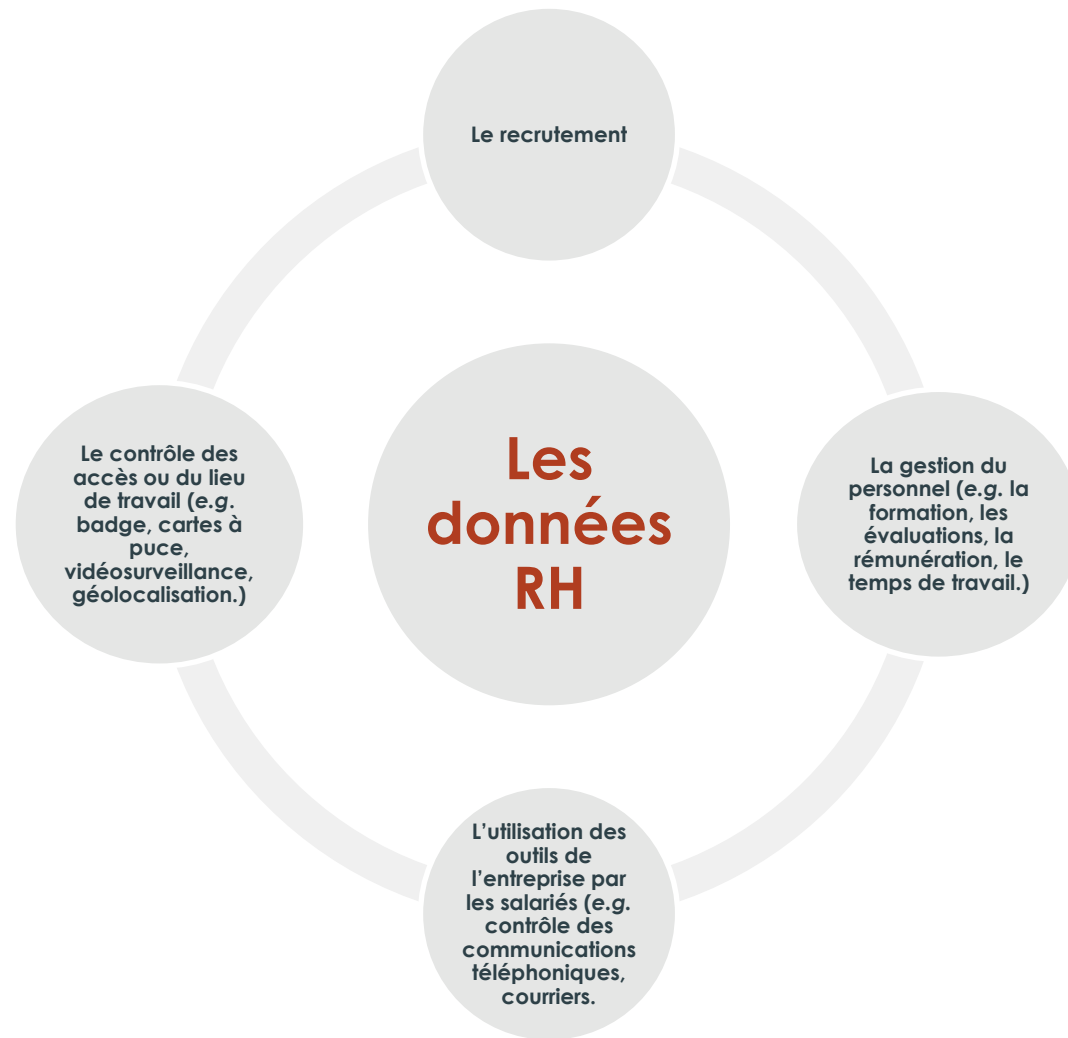 Le recrutement
Les
données
RH
Le contrôle des
accès ou du lieu
de travail (e.g.
badge, cartes à
puce,
vidéosurveillance,
géolocalisation.)
La gestion du
personnel (e.g. la
formation, les
évaluations, la
rémunération, le
temps de travail.)
L’utilisation des
outils de
l’entreprise par
les salariés (e.g.
contrôle des
communications
téléphoniques,
courriers.